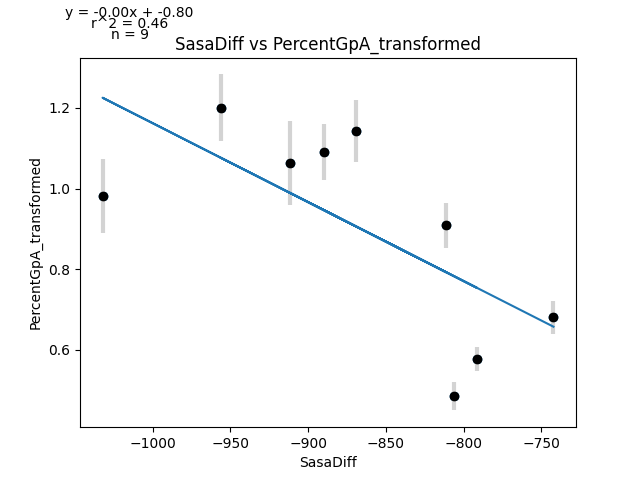 y = -0.00x + -0.80
r^2 = 0.46
n = 9
SasaDiff vs PercentGpA_transformed
PercentGpA_transformed
1.2
1.0
0.8
0.6
−1000
−950
−900
−850
−800
−750
SasaDiff